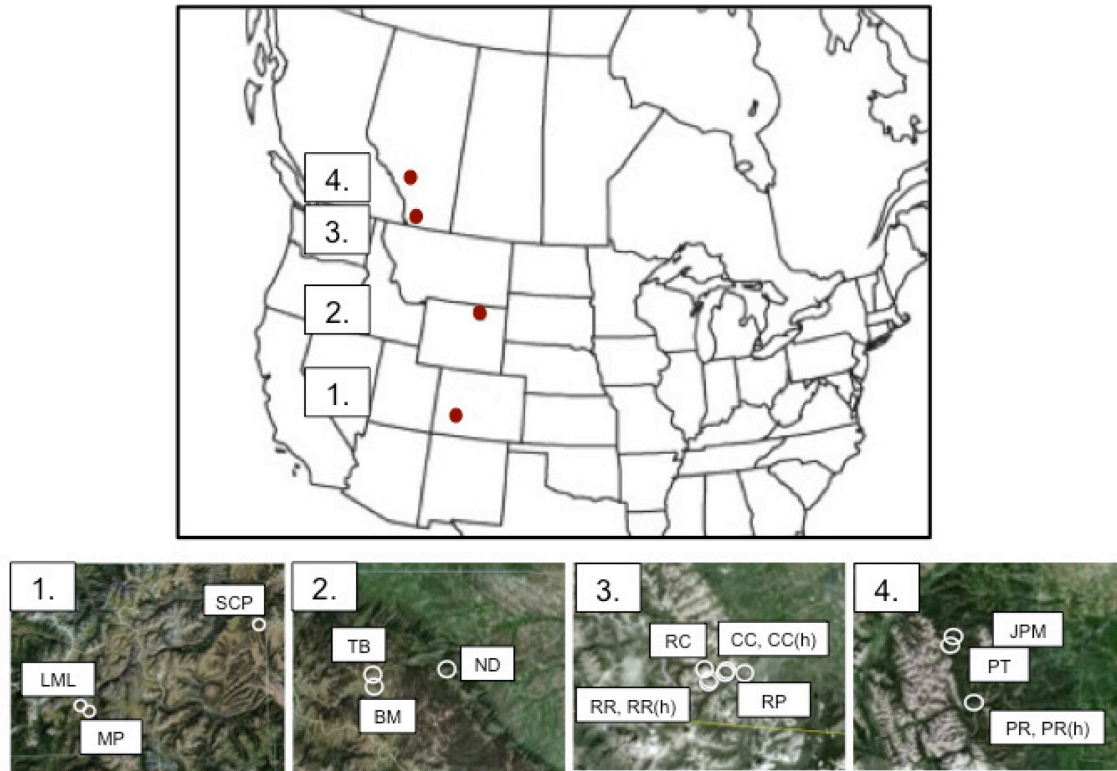 4.
3.
2.
1.
1.
SCP
LML
MP
2.
TB
ND
BM
3.
RC
CC, CC(h)
RR, RR(h)
RP
4.
JPM
PT
PR, PR(h)